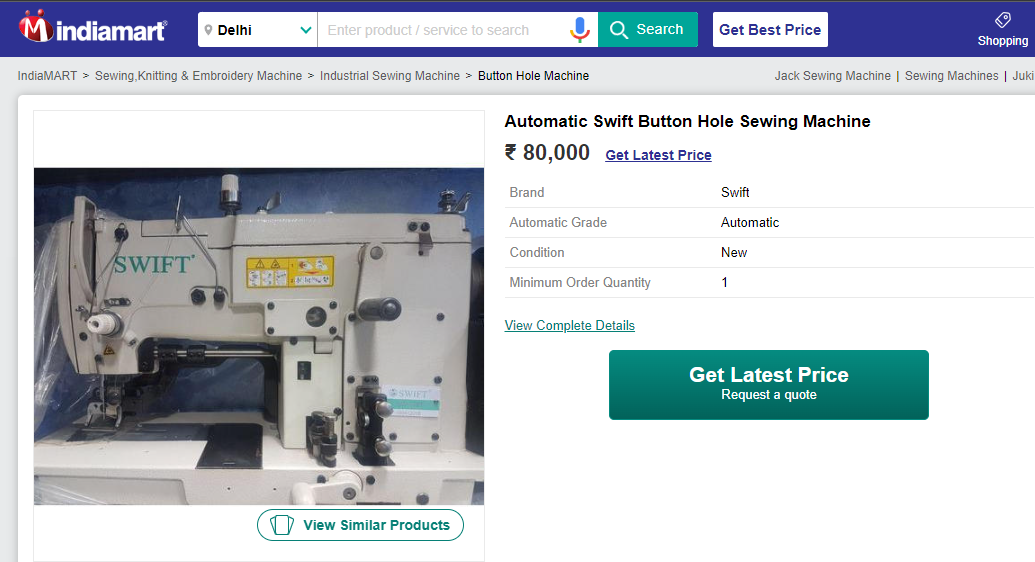 indiamart
Delhi
Enter product / service to search
Search
Get Best Price
Shopping
IndiaMART > Sewing,Knitting & Embroidery Machine > Industrial Sewing Machine > Button Hole Machine
Jack Sewing Machine | Sewing Machines | Juki
Automatic Swift Button Hole Sewing Machine
₹ 80,000 Get Latest Price
Brand Swift
Automatic Grade Automatic
Condition New
Minimum Order Quantity 1
View Complete Details
Get Latest Price
Request a quote
SWIFT
SWIFT
View Similar Products